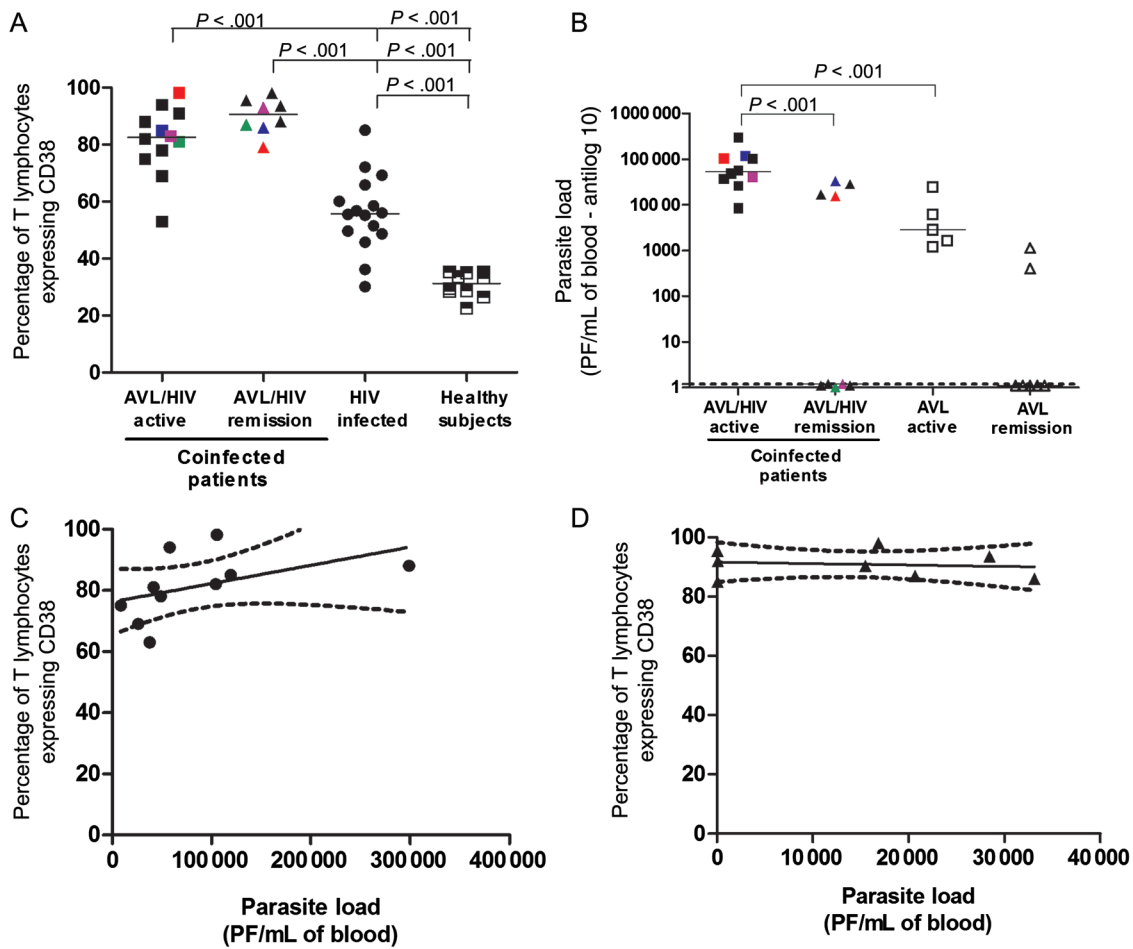 A
P < .001
P < .001
P < .001
P < .001
P < .001
Percentage of T lymphocytes
expressing CD38
100
80
60
40
20
0
AVL/HIV
active
AVL/HIV
remission
HIV
infected
Healthy
subjects
Coinfected
patients
B
P < .001
P < .001
Parasite load
(PF/mL of blood - antilog 10)
1000 000
100 000
100 00
1000
100
10
1
AVL/HIV
active
AVL/HIV
remission
AVL
active
AVL
remission
Coinfected
patients
C
Percentage of T lymphocytes
expressing CD38
100
80
60
40
20
0
0
100 000
200 000
300 000
400 000
Parasite load
(PF/mL of blood)
D
Percentage of T lymphocytes
expressing CD38
100
80
60
40
20
0
0
10 000
20 000
30 000
40 000
Parasite load
(PF/mL of blood)